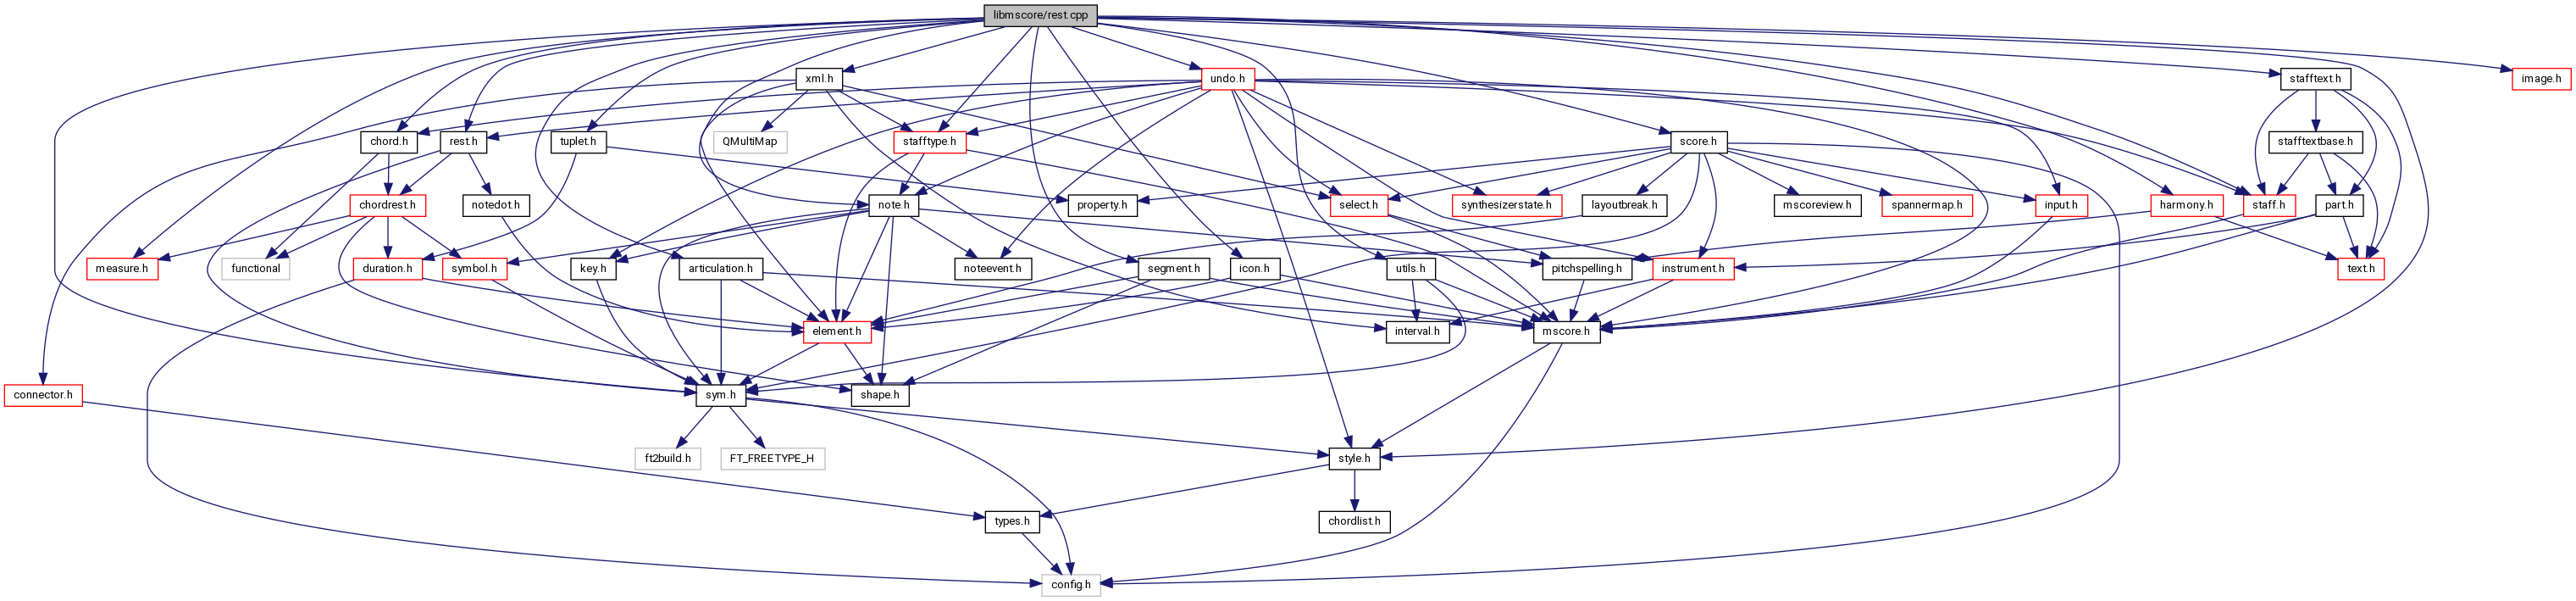 libmscore/rest.cpp
xml.h
undo.h
stafftext.h
image.h
chord.h
rest.h
tuplet.h
QMultiMap
stafftype.h
score.h
stafftextbase.h
chordrest.h
notedot.h
note.h
property.h
select.h
synthesizerstate.h
layoutbreak.h
mscoreview.h
spannermap.h
input.h
harmony.h
staff.h
part.h
measure.h
functional
duration.h
symbol.h
key.h
articulation.h
noteevent.h
segment.h
icon.h
utils.h
pitchspelling.h
instrument.h
text.h
element.h
interval.h
mscore.h
connector.h
sym.h
shape.h
ft2build.h
FT_FREETYPE_H
style.h
types.h
chordlist.h
config.h